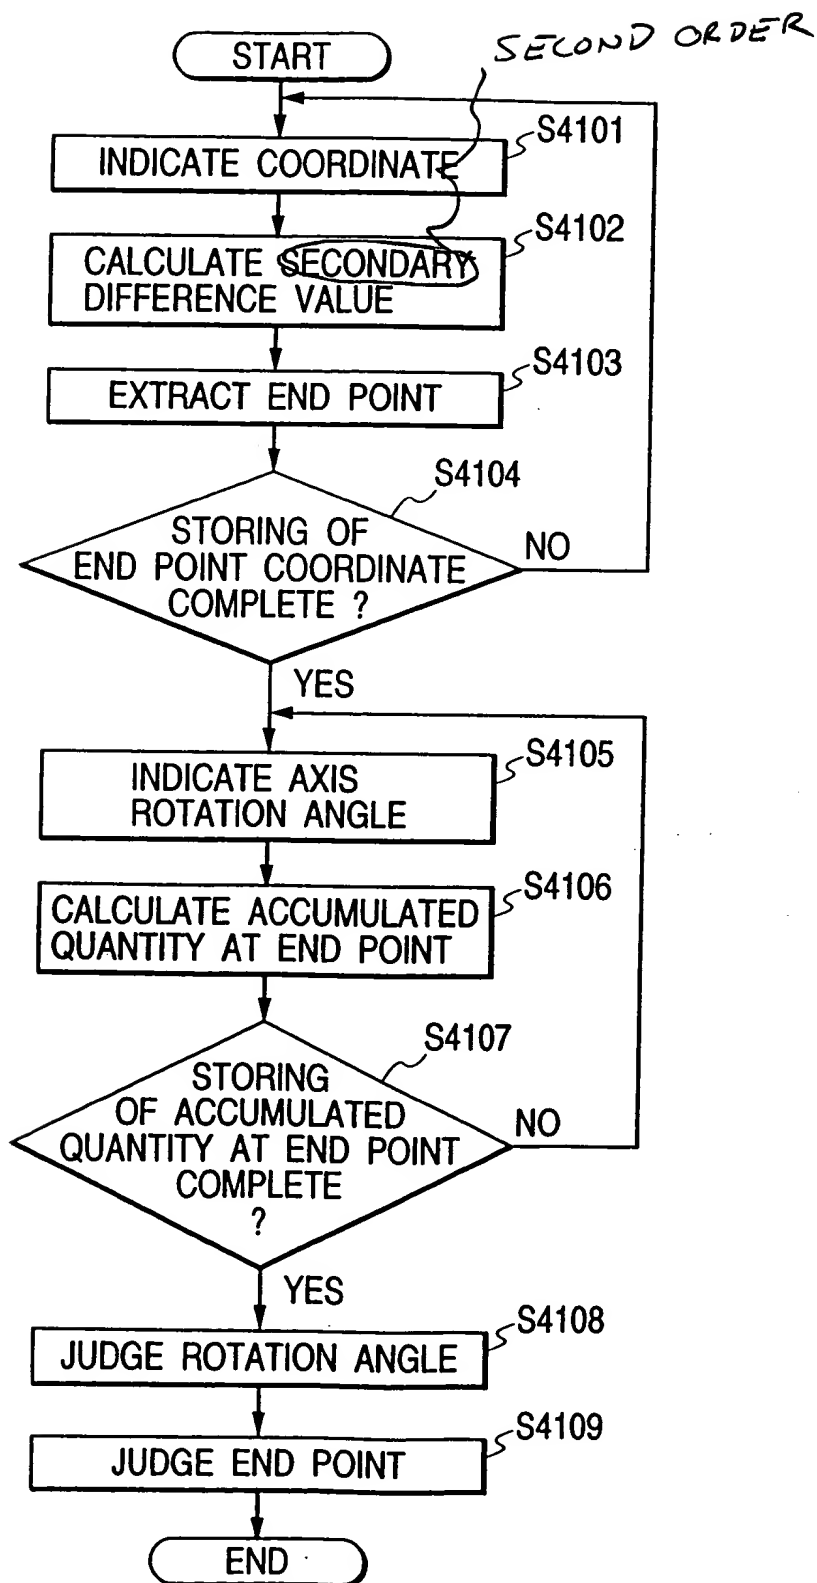 SECOND ORDER
START
S4101
INDICATE COORDINATE
S4102
CALCULATE SECONDARY
DIFFERENCE VALUE
S4103
EXTRACT END POINT
S4104
STORING OF
END POINT COORDINATE
COMPLETE ?
NO
YES
S4105
INDICATE AXIS
ROTATION ANGLE
S4106
CALCULATE ACCUMULATED
QUANTITY AT END POINT
S4107
STORING
OF ACCUMULATED
QUANTITY AT END POINT
COMPLETE
?
NO
YES
S4108
JUDGE ROTATION ANGLE
S4109
JUDGE END POINT
END